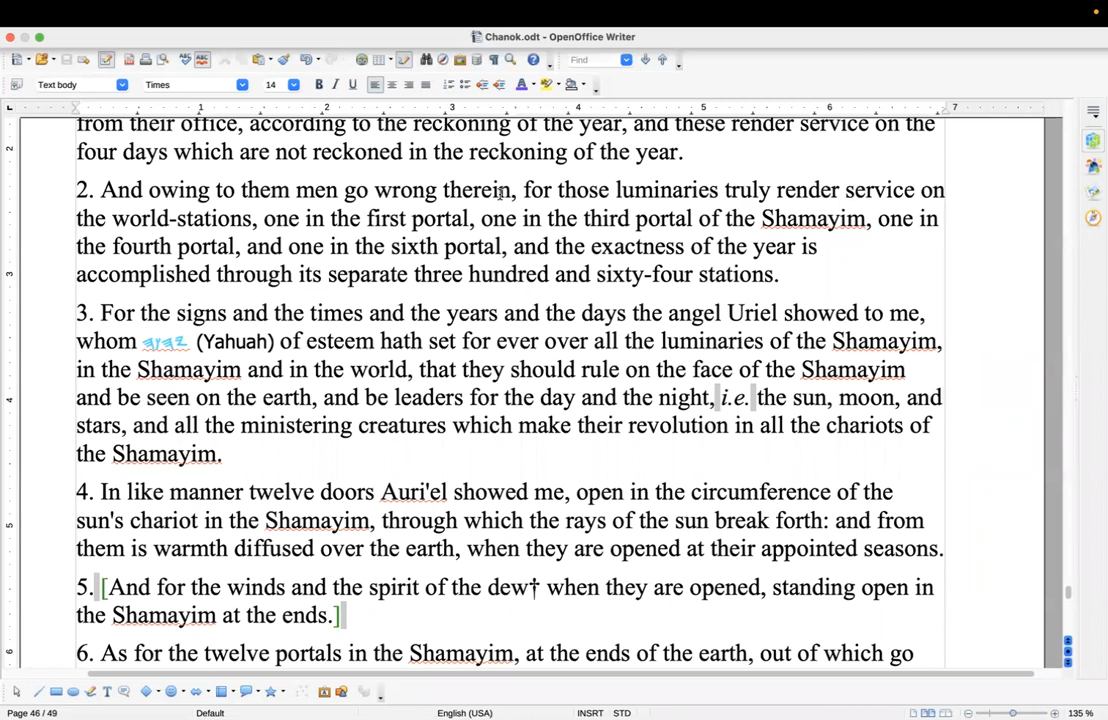 Chanok.odt - OpenOffice Writer
Find
Text body
Times
14
B I U
1 2 3 4 5 6 7
from their office, according to the reckoning of the year, and these render service on the
four days which are not reckoned in the reckoning of the year.
2. And owing to them men go wrong therein, for those luminaries truly render service on
the world-stations, one in the first portal, one in the third portal of the Shamayim, one in
the fourth portal, and one in the sixth portal, and the exactness of the year is
accomplished through its separate three hundred and sixty-four stations.
3. For the signs and the times and the years and the days the angel Uriel showed to me,
whom 𐤉𐤄𐤅𐤄 (Yahuah) of esteem hath set for ever over all the luminaries of the Shamayim,
in the Shamayim and in the world, that they should rule on the face of the Shamayim
and be seen on the earth, and be leaders for the day and the night, i.e. the sun, moon, and
stars, and all the ministering creatures which make their revolution in all the chariots of
the Shamayim.
4. In like manner twelve doors Auri'el showed me, open in the circumference of the
sun's chariot in the Shamayim, through which the rays of the sun break forth: and from
them is warmth diffused over the earth, when they are opened at their appointed seasons.
5. [And for the winds and the spirit of the dew† when they are opened, standing open in
the Shamayim at the ends.]
6. As for the twelve portals in the Shamayim, at the ends of the earth, out of which go
Page 46 / 49
Default
English (USA)
INSRT
STD
135 %